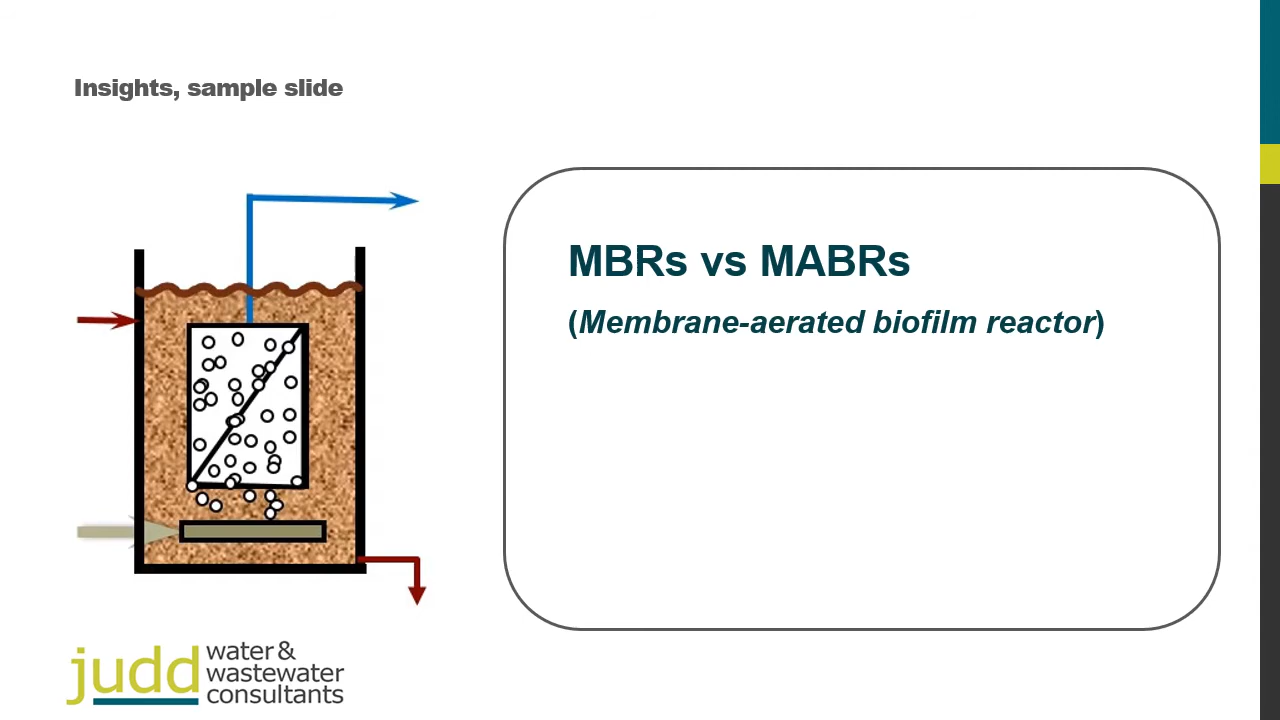 Insights, sample slide
MBRs vs MABRs
(Membrane-aerated biofilm reactor)
judd
water &
wastewater
consultants